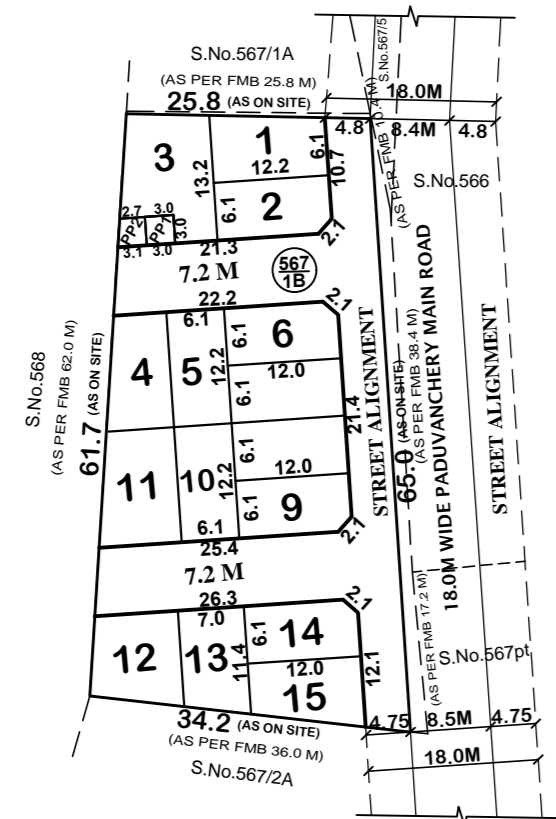 S.No.567/1A
(AS PER FMB 25.8 M)
25.8 (AS ON SITE)
S.No.567/5
(AS PER FMB 10.4 M)
18.0M
4.8
8.4M
4.8
3
1
6.1
10.7
12.2
13.2
2
6.1
2.1
S.No.566
2.7
3.0
PP2
PP1
3.0
3.1
3.0
21.3
7.2 M
567
1B
22.2
2.1
6.1
6.1
6
4
5
12.2
12.0
6.1
21.4
STREET ALIGNMENT
65.0 (AS ON SITE)
(AS PER FMB 38.4 M)
18.0M WIDE PADUVANCHERY MAIN ROAD
STREET ALIGNMENT
S.No.568
(AS PER FMB 62.0 M)
61.7 (AS ON SITE)
11
10
12.2
6.1
12.0
6.1
9
6.1
2.1
25.4
7.2 M
26.3
2.1
7.0
6.1
14
12
13
11.4
12.0
12.1
15
(AS PER FMB 17.2 M)
S.No.567pt
34.2 (AS ON SITE)
(AS PER FMB 36.0 M)
S.No.567/2A
4.75
8.5M
4.75
18.0M